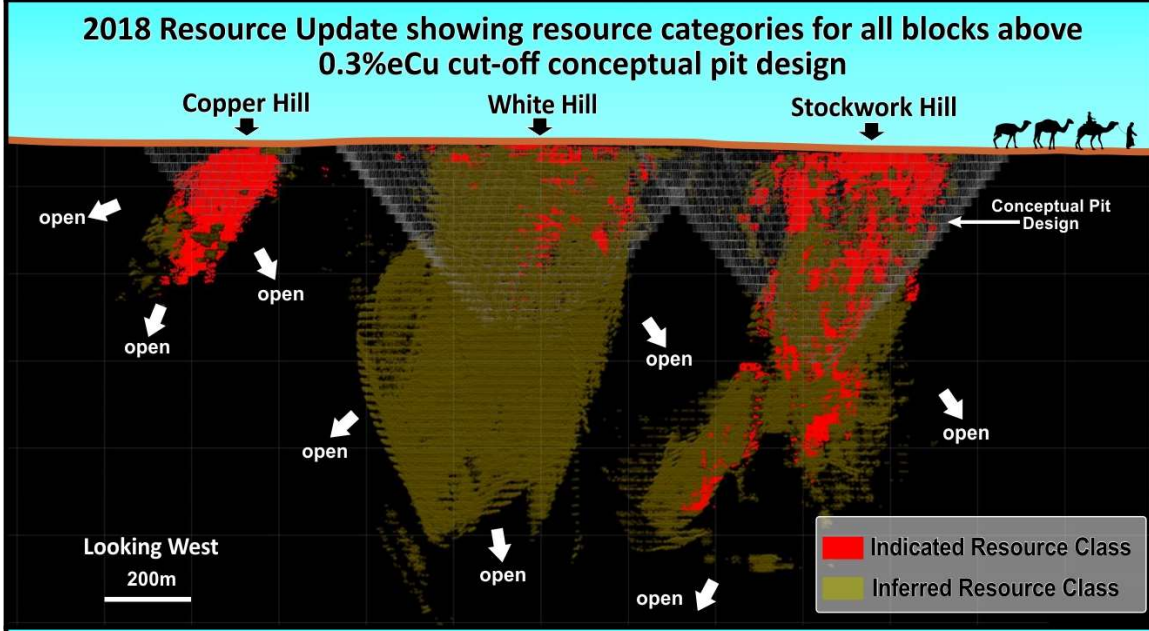 2018 Resource Update showing resource categories for all blocks above
0.3%eCu cut-off conceptual pit design
Copper Hill
White Hill
Stockwork Hill
open
Conceptual Pit
Design
open
open
open
open
open
open
open
Looking West
200m
Indicated Resource Class
Inferred Resource Class